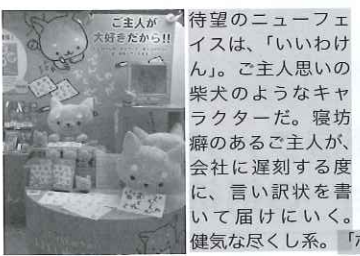 ご主人が
大好きだから!!
待望のニューフェ
イスは、「いいわけ
ん」。ご主人思いの
柴犬のようなキャ
ラクターだ。寝坊
癖のあるご主人が、
会社に遅刻する度
に、言い訳状を書
いて届けにいく。
健気な尽くし系。